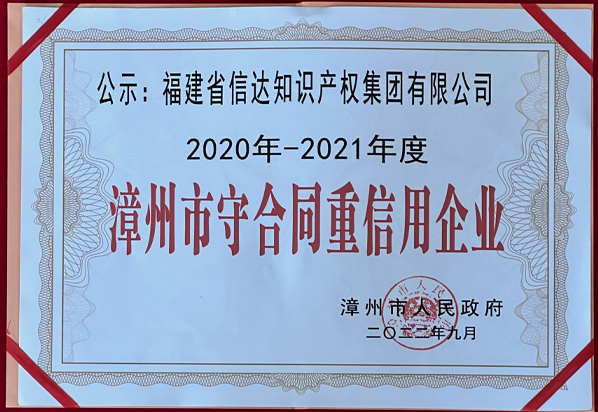 公示：福建省信达知识产权集团有限公司
2020年-2021年度
漳州市守合同重信用企业
漳州市人民政府
二〇二二年九月